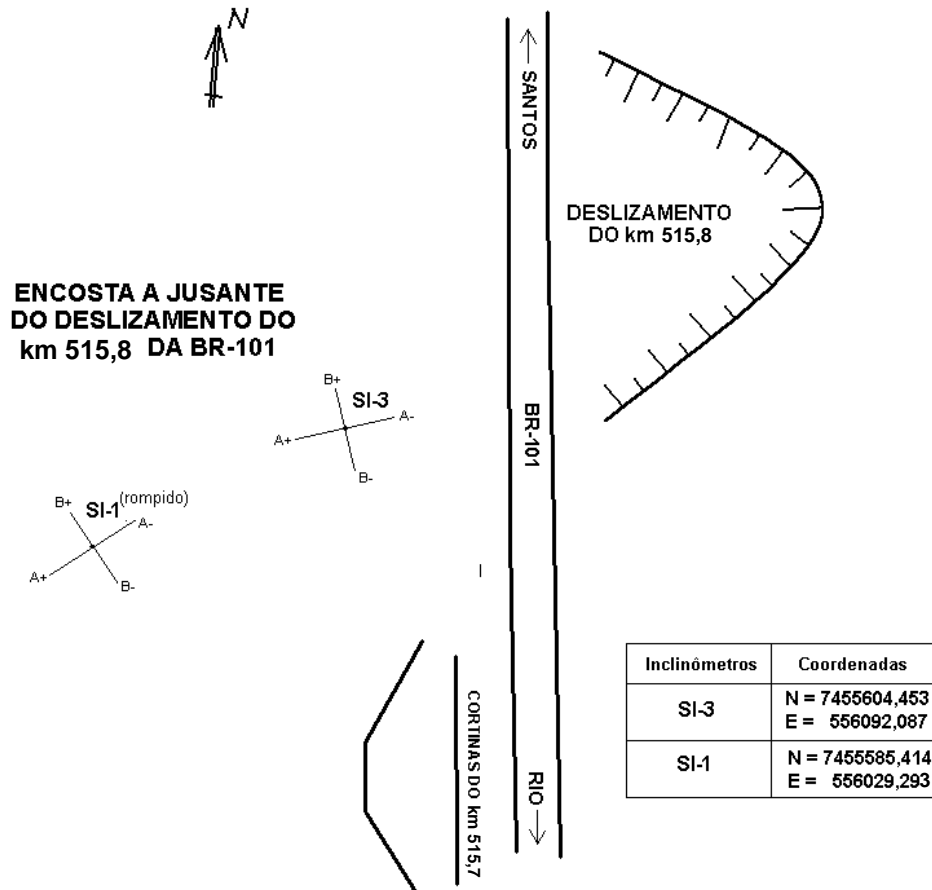 N
SANTOS
DESLIZAMENTO
DO km 515,8
ENCOSTA A JUSANTE
DO DESLIZAMENTO DO
km 515,8 DA BR-101
B+
SI-3
A-
A+
B-
BR-101
B+
SI-1 (rompido)
A-
A+
B-
CORTINAS DO km 515,7
RIO
Inclinômetros Coordenadas
SI-3
N = 7455604,453
E = 556092,087
SI-1
N = 7455585,414
E = 556029,293